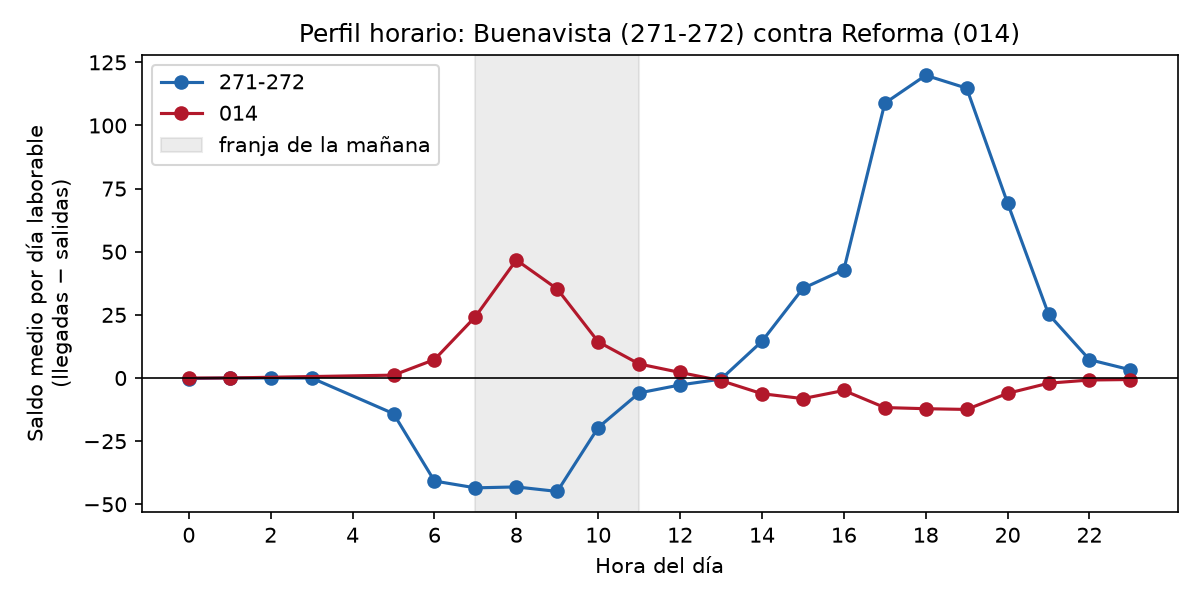 Perfil horario: Buenavista (271-272) contra Reforma (014)
271-272
014
franja de la mañana
Saldo medio por día laborable
(llegadas − salidas)
125
100
75
50
25
0
−25
−50
0 2 4 6 8 10 12 14 16 18 20 22
Hora del día